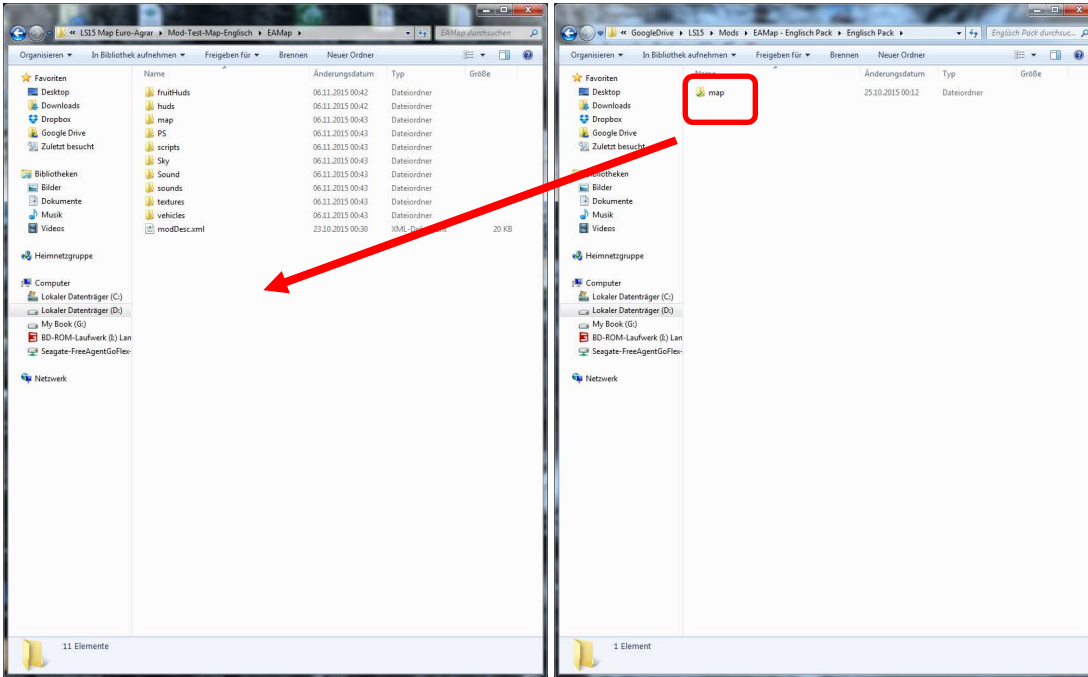 « LS15 Map Euro-Agrar ▸ Mod-Test-Map-Englisch ▸ EAMap ▸ EAMap durchsuchen
Organisieren ▾ In Bibliothek aufnehmen ▾ Freigeben für ▾ Brennen Neuer Ordner
Favoriten
Desktop
Downloads
Dropbox
Google Drive
Zuletzt besucht
Bibliotheken
Bilder
Dokumente
Musik
Videos
Heimnetzgruppe
Computer
Lokaler Datenträger (C:)
Lokaler Datenträger (D:)
My Book (G:)
BD-ROM-Laufwerk (I:) Lan
Seagate-FreeAgentGoFlex-
Netzwerk
Name Änderungsdatum Typ Größe
fruitHuds 06.11.2015 00:42 Dateiordner
huds 06.11.2015 00:42 Dateiordner
map 06.11.2015 00:43 Dateiordner
PS 06.11.2015 00:43 Dateiordner
scripts 06.11.2015 00:43 Dateiordner
Sky 06.11.2015 00:43 Dateiordner
Sound 06.11.2015 00:43 Dateiordner
sounds 06.11.2015 00:43 Dateiordner
textures 06.11.2015 00:43 Dateiordner
vehicles 06.11.2015 00:43 Dateiordner
modDesc.xml 23.10.2015 00:30 20 KB
11 Elemente
« GoogleDrive ▸ LS15 ▸ Mods ▸ EAMap - Englisch Pack ▸ Englisch Pack ▸ Englisch Pack durchsuc...
Organisieren ▾ In Bibliothek aufnehmen ▾ Freigeben für ▾ Brennen Neuer Ordner
Favoriten
Desktop
Downloads
Dropbox
Google Drive
Zuletzt besucht
Bibliotheken
Bilder
Dokumente
Musik
Videos
Heimnetzgruppe
Computer
Lokaler Datenträger (C:)
Lokaler Datenträger (D:)
My Book (G:)
BD-ROM-Laufwerk (I:) Lan
Seagate-FreeAgentGoFlex-
Netzwerk
Name Änderungsdatum Typ Größe
map 25.10.2015 00:12 Dateiordner
1 Element